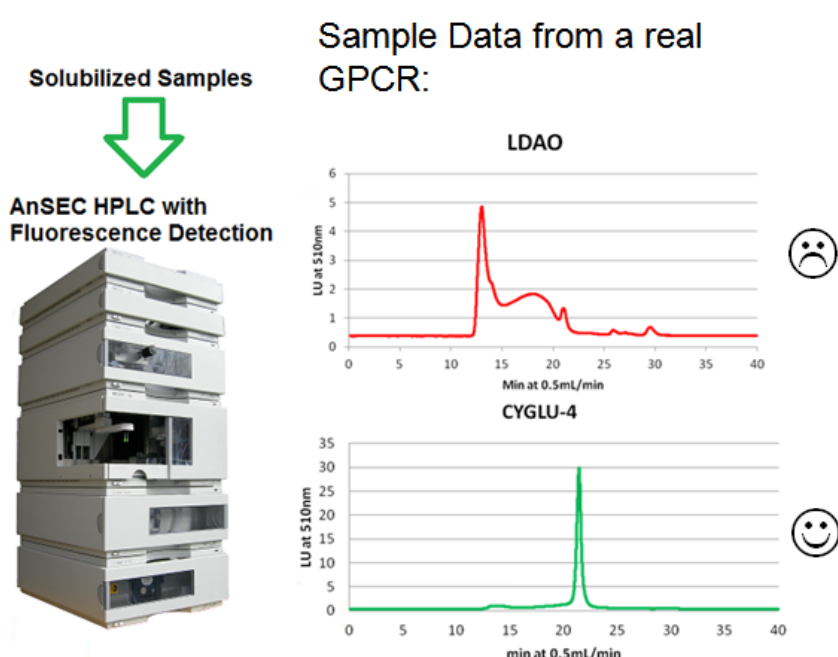 Sample Data from a real
GPCR:
Solubilized Samples
AnSEC HPLC with
Fluorescence Detection
LDAO
LU at 510nm
6
5
4
3
2
1
0
0 5 10 15 20 25 30 35 40
Min at 0.5mL/min
CYGLU-4
LU at 510nm
35
30
25
20
15
10
5
0
0 5 10 15 20 25 30 35 40
min at 0.5mL/min